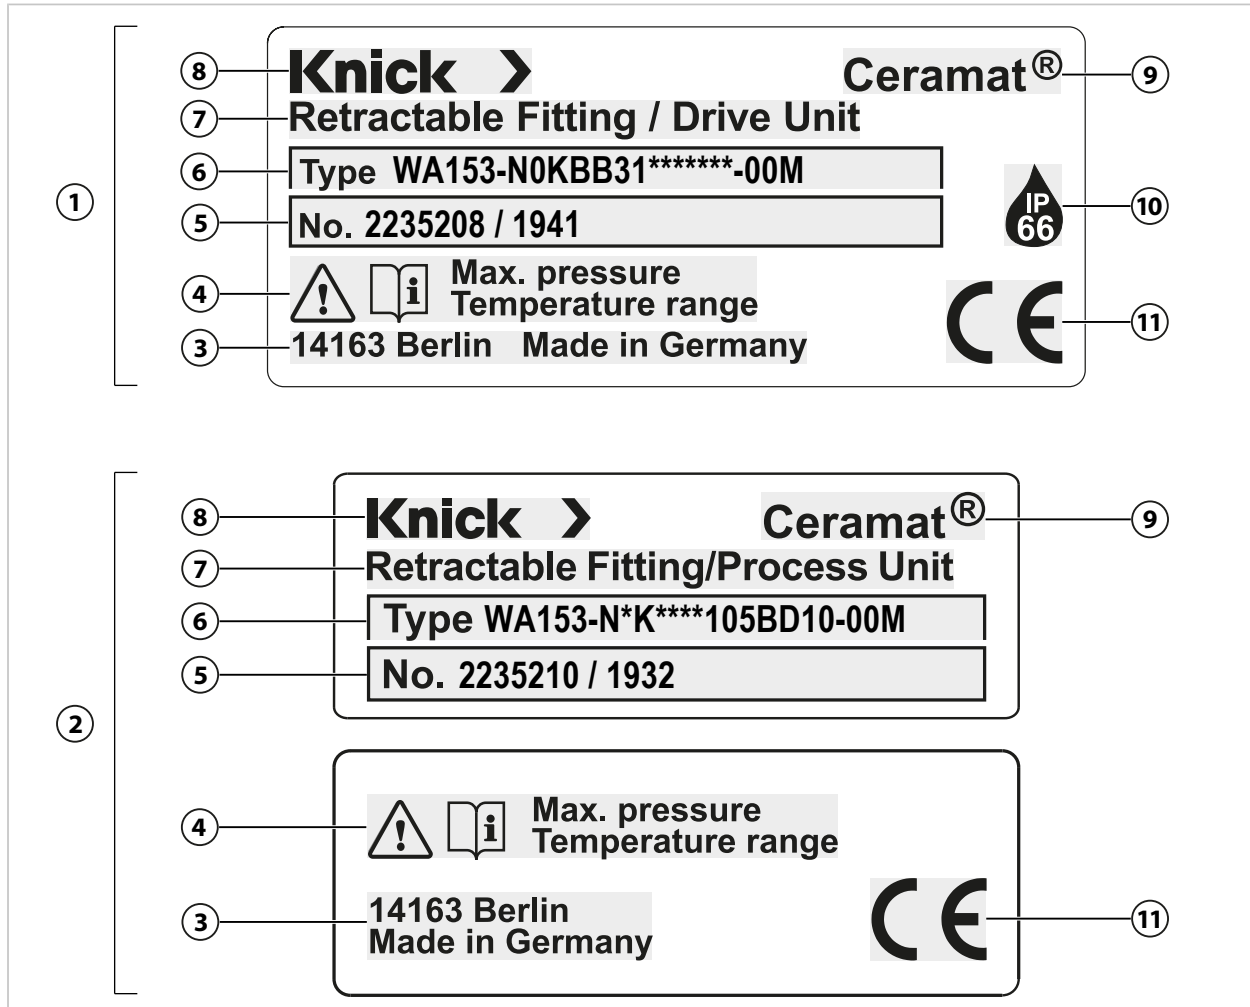 1
8 Knick Ceramat® 9
7 Retractable Fitting / Drive Unit
6 Type WA153-N0KBB31*******-00M
5 No. 2235208 / 1941
IP 10
66
4 Max. pressure
Temperature range
11
3 14163 Berlin Made in Germany
CE
2
8 Knick Ceramat® 9
7 Retractable Fitting/Process Unit
6 Type WA153-N*K****105BD10-00M
5 No. 2235210 / 1932
4 Max. pressure
Temperature range
3 14163 Berlin
Made in Germany
CE 11